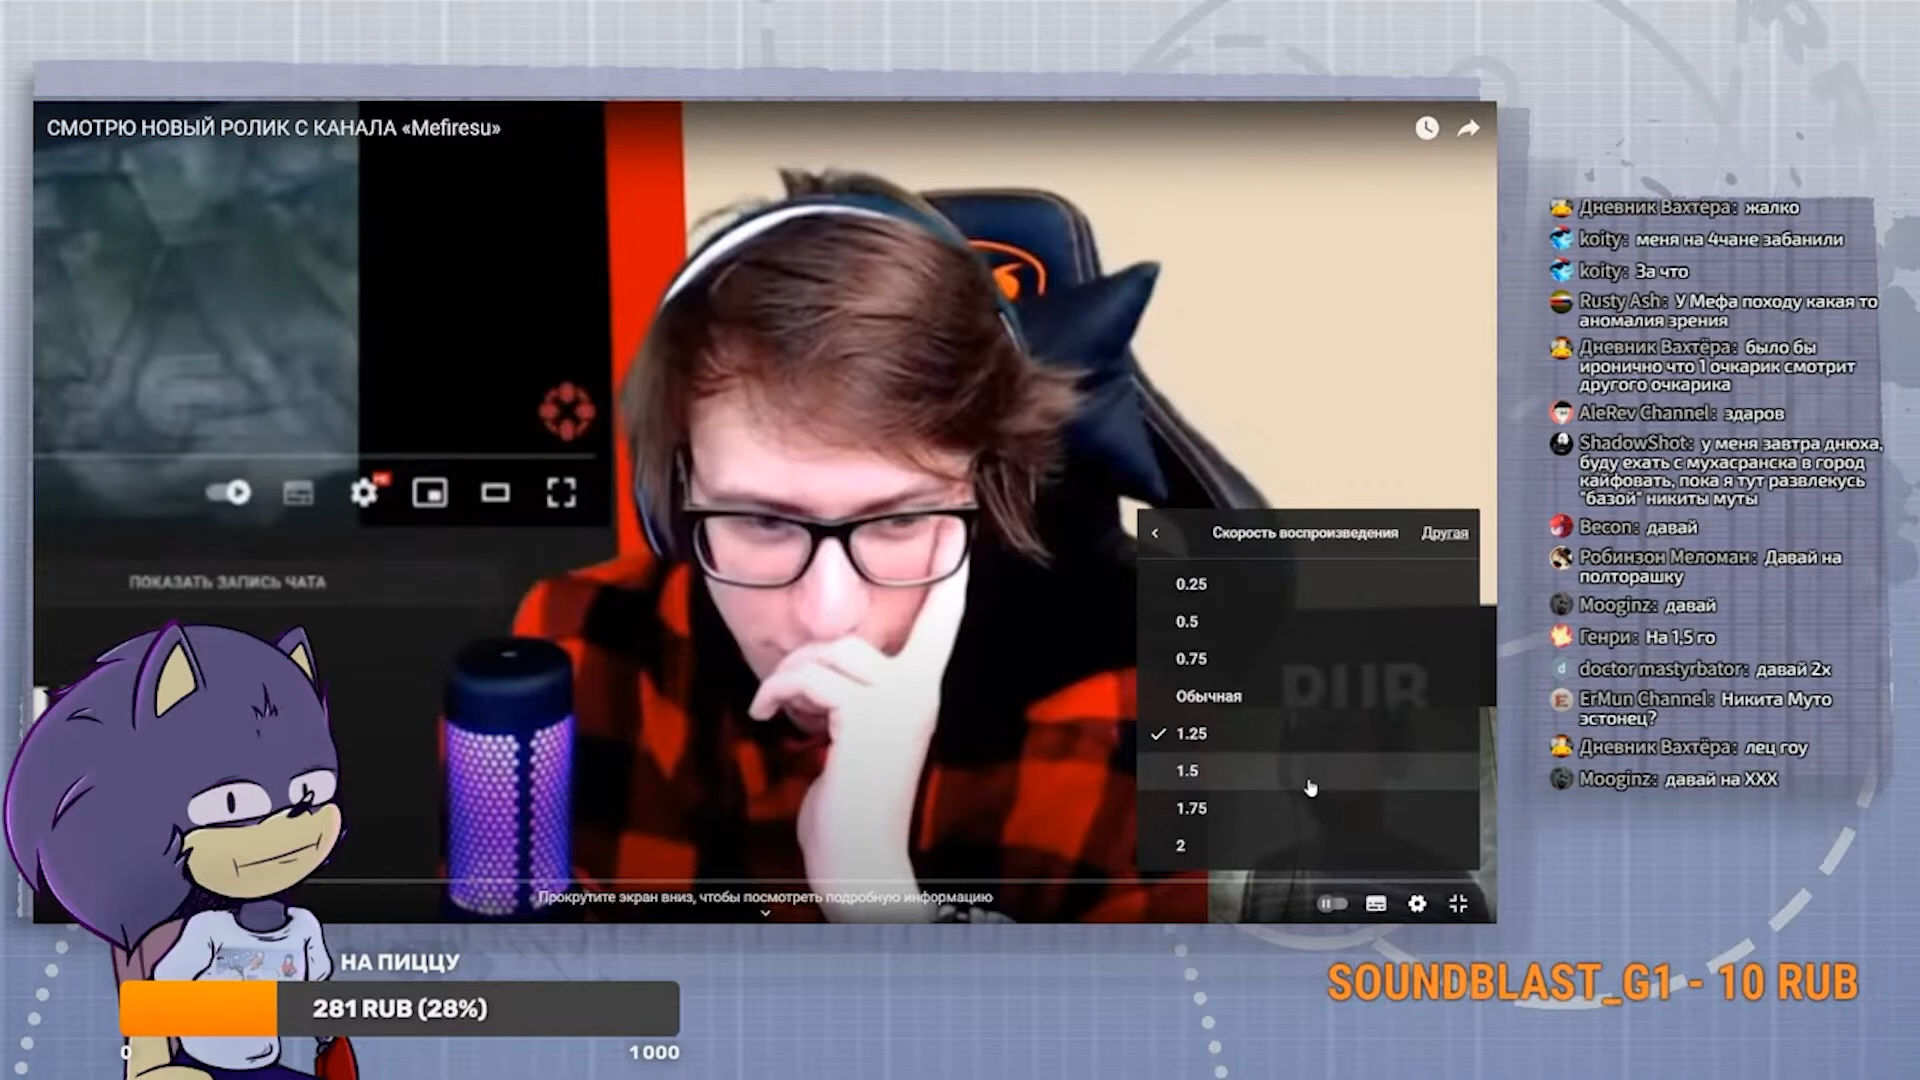 СМОТРЮ НОВЫЙ РОЛИК С КАНАЛА «Mefiresu»
ПОКАЗАТЬ ЗАПИСЬ ЧАТА
Скорость воспроизведения
Другая
0.25
0.5
0.75
Обычная
1.25
1.5
1.75
2
Прокрутите экран вниз, чтобы посмотреть подробную информацию
Дневник Вахтёра: жалко
koity: меня на 4чане забанили
koity: За что
Rusty Ash: У Мефа походу какая то
аномалия зрения
Дневник Вахтёра: было бы
иронично что 1 очкарик смотрит
другого очкарика
AleRev Channel: здаров
ShadowShot: у меня завтра днюха,
буду ехать с мухасранска в город
кайфовать, пока я тут развлекусь
"базой" никиты муты
Becon: давай
Робинзон Меломан: Давай на
полторашку
Mooginz: давай
Генри: На 1,5 го
doctor mastyrbator: давай 2x
ErMun Channel: Никита Муто
эстонец?
Дневник Вахтёра: лец гоу
Mooginz: давай на ХХХ
НА ПИЦЦУ
281 RUB (28%)
0
1000
SOUNDBLAST_G1 - 10 RUB